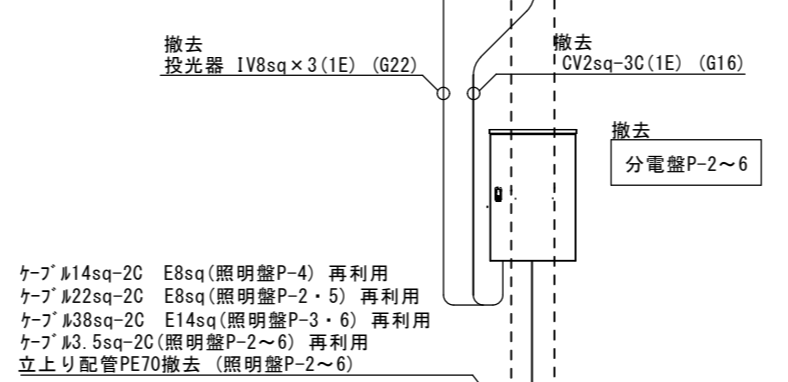 撤去
投光器 IV8sq×3(1E) (G22)
撤去
CV2sq-3C(1E) (G16)
撤去
分電盤P-2～6
ｹｰﾌﾞﾙ14sq-2C E8sq(照明盤P-4) 再利用
ｹｰﾌﾞﾙ22sq-2C E8sq(照明盤P-2・5) 再利用
ｹｰﾌﾞﾙ38sq-2C E14sq(照明盤P-3・6) 再利用
ｹｰﾌﾞﾙ3.5sq-2C(照明盤P-2～6) 再利用
立上り配管PE70撤去 (照明盤P-2～6)